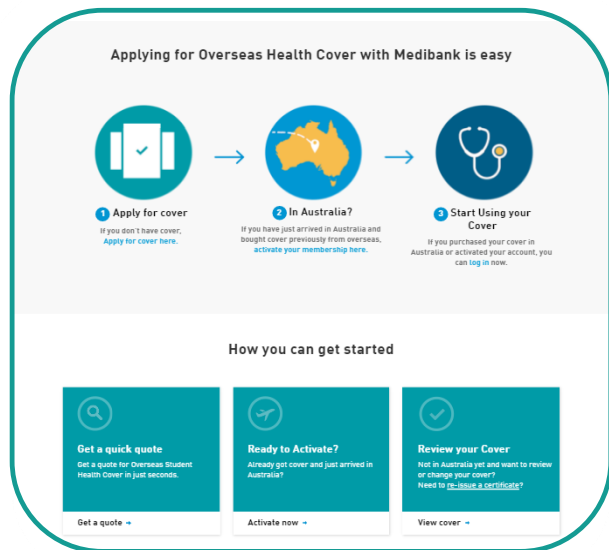 Applying for Overseas Health Cover with Medibank is easy
1 Apply for cover
If you don't have cover,
Apply for cover here.
2 In Australia?
If you have just arrived in Australia and
bought cover previously from overseas,
activate your membership here.
3 Start Using your
Cover
If you purchased your cover in
Australia or activated your account, you
can log in now.
How you can get started
Get a quick quote
Get a quote for Overseas Student
Health Cover in just seconds.
Get a quote →
Ready to Activate?
Already got cover and just arrived in
Australia?
Activate now →
Review your Cover
Not in Australia yet and want to review
or change your cover?
Need to re-issue a certificate?
View cover →